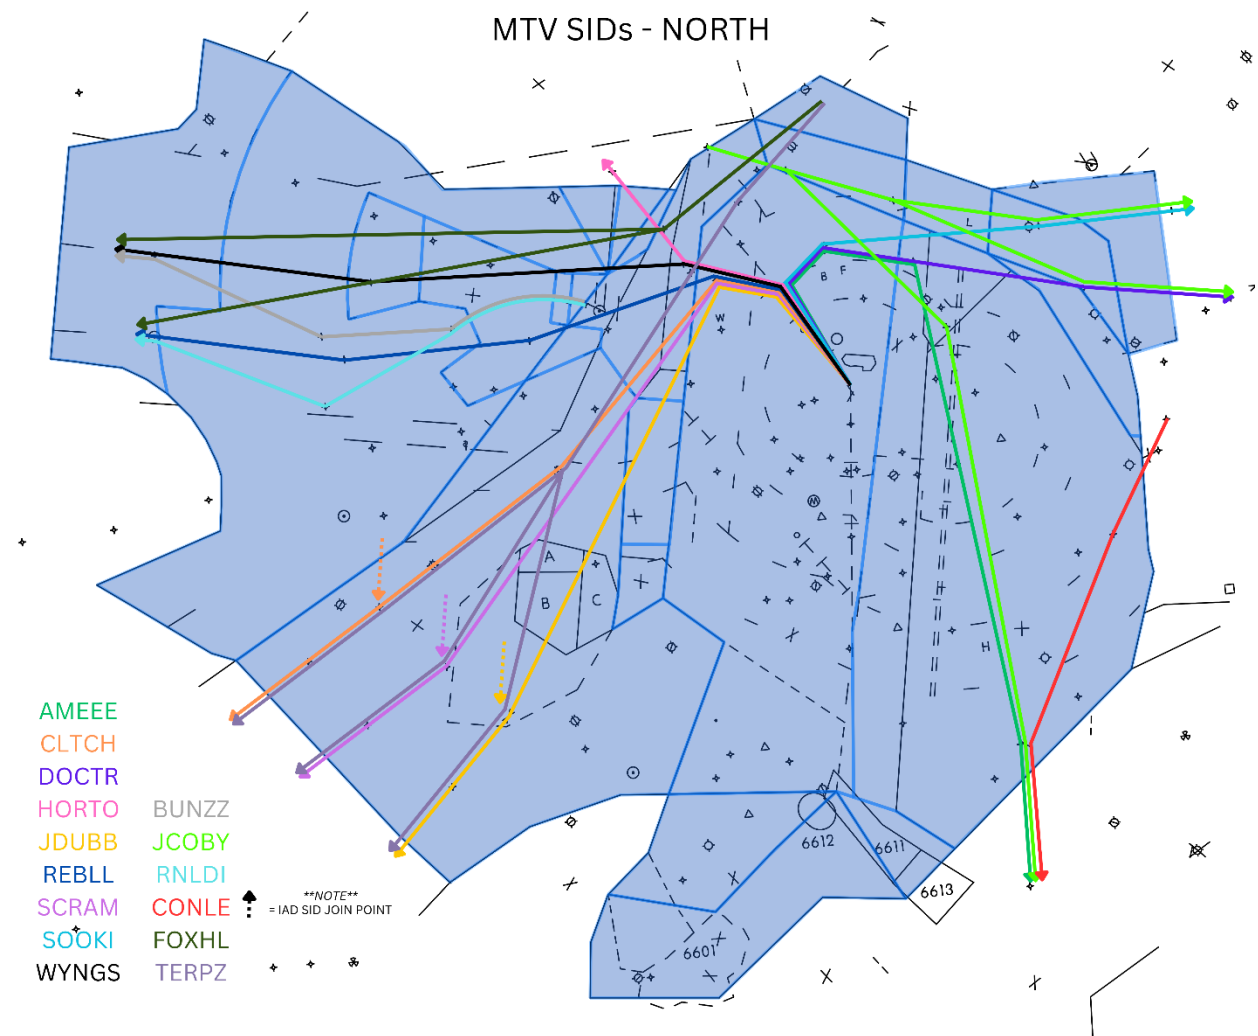 MTV SIDs - NORTH
L
B F
W
M
A
B
C
H
AMEEE
CLTCH
DOCTR
HORTO BUNZZ
JDUBB JCOBY
REBLL RNLDI
**NOTE**
= IAD SID JOIN POINT
SCRAM CONLE
SOOKI FOXHL
WYNGS TERPZ
6612
6611
6613
6601